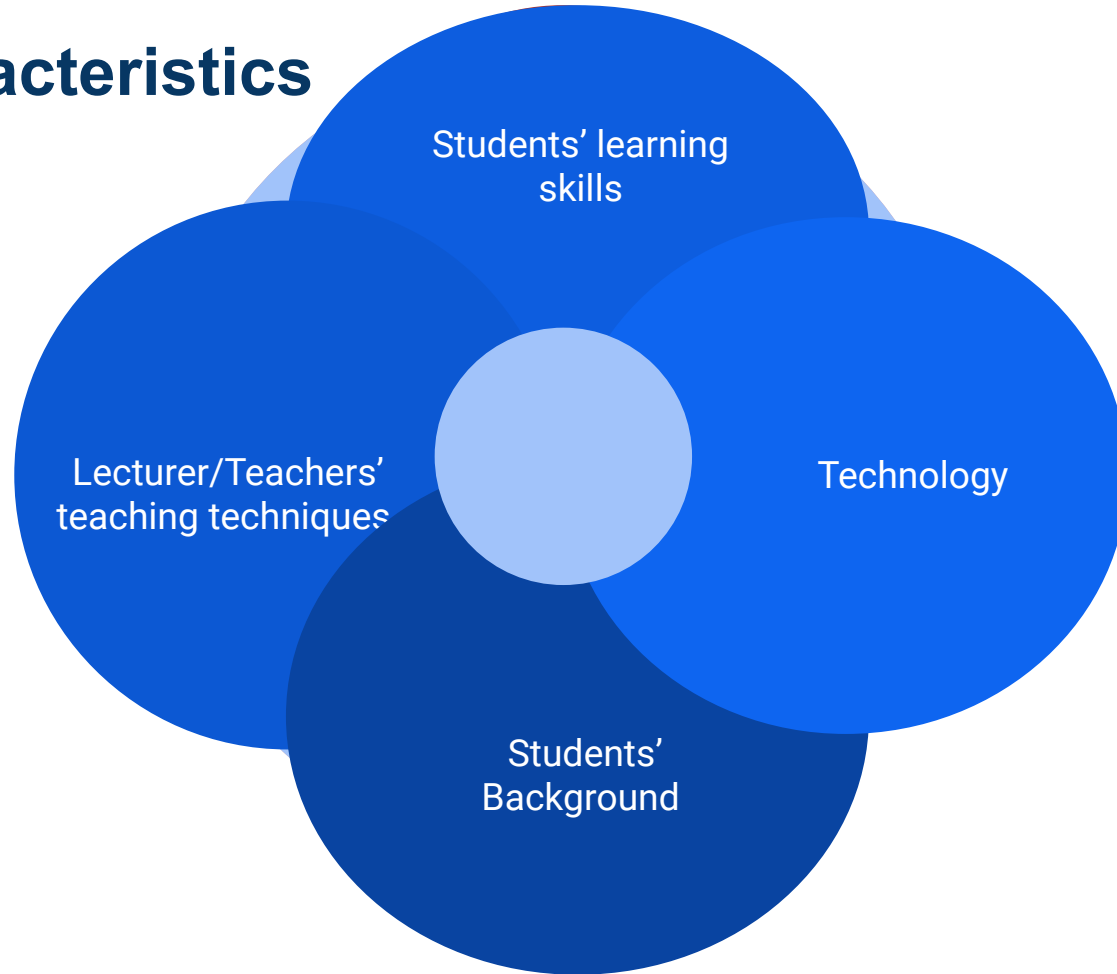 acteristics
Students’ learning
skills
Lecturer/Teachers’
teaching techniques
Technology
Students’
Background